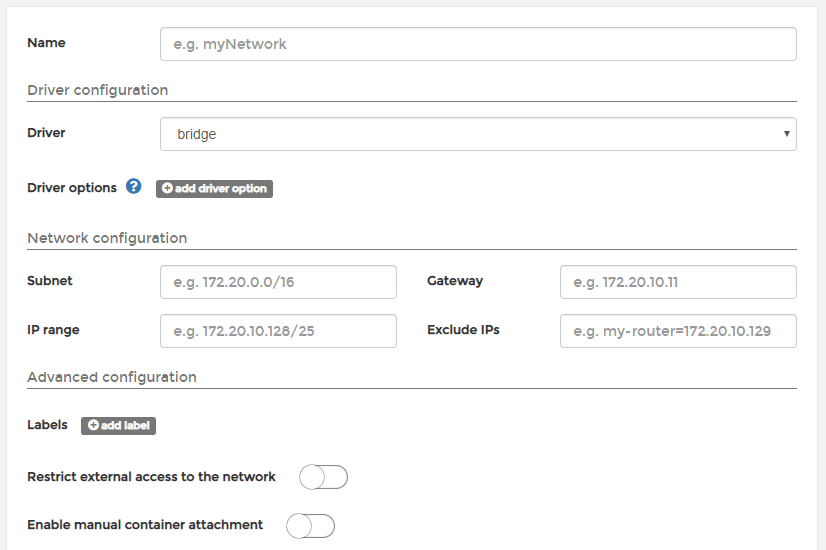 Name e.g. myNetwork
Driver configuration
Driver bridge
Driver options ? add driver option
Network configuration
Subnet e.g. 172.20.0.0/16 Gateway e.g. 172.20.10.11
IP range e.g. 172.20.10.128/25 Exclude IPs e.g. my-router=172.20.10.129
Advanced configuration
Labels add label
Restrict external access to the network
Enable manual container attachment